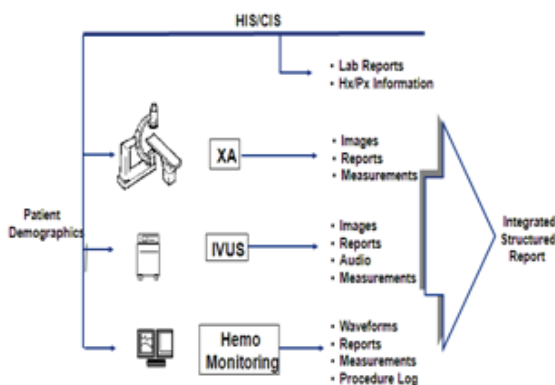 HIS/CIS
• Lab Reports
• Hx/Px Information
XA
• Images
• Reports
• Measurements
Patient
Demographics
IVUS
• Images
• Reports
• Audio
• Measurements
Integrated
Structured
Report
Hemo
Monitoring
• Waveforms
• Reports
• Measurements
• Procedure Log